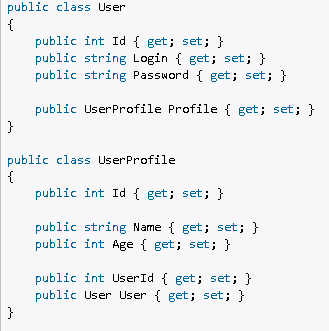 public class User
{
    public int Id { get; set; }
    public string Login { get; set; }
    public string Password { get; set; }

    public UserProfile Profile { get; set; }
}

public class UserProfile
{
    public int Id { get; set; }

    public string Name { get; set; }
    public int Age { get; set; }

    public int UserId { get; set; }
    public User User { get; set; }
}